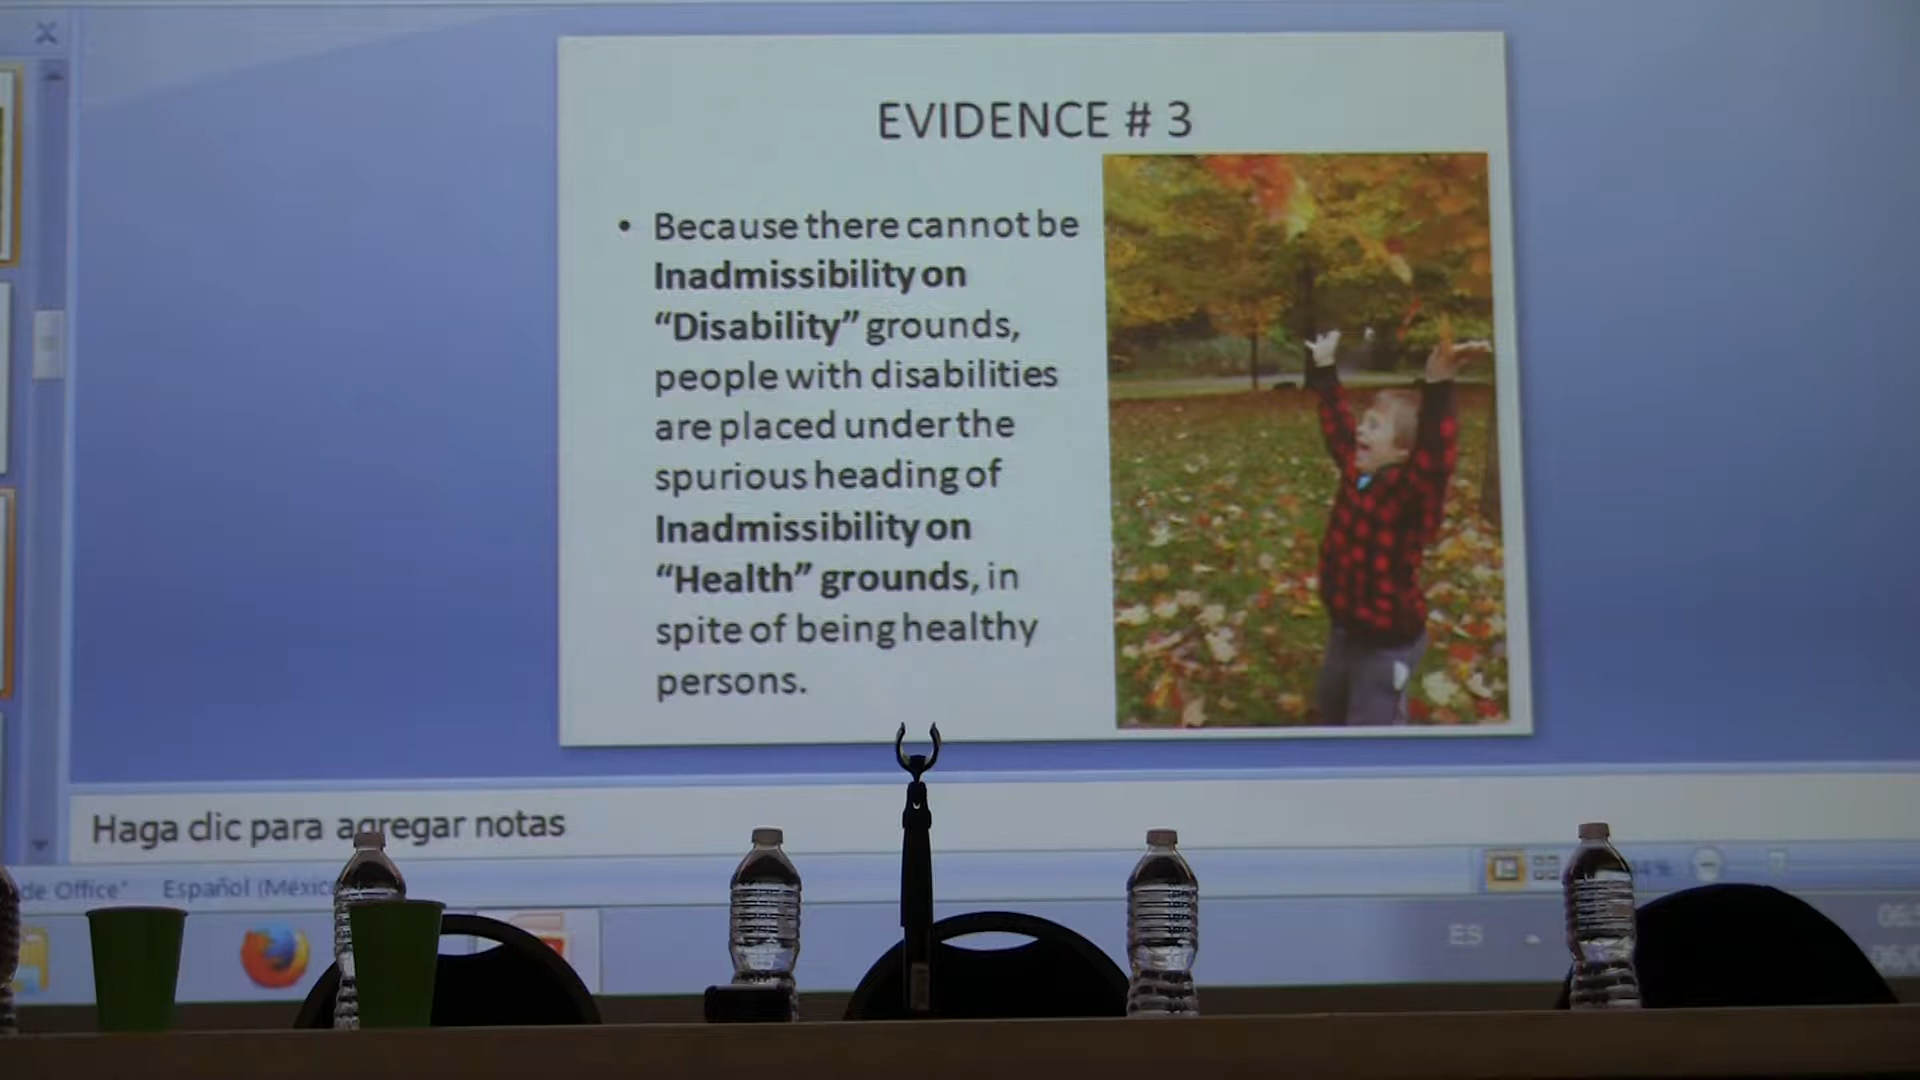 EVIDENCE # 3
• Because there cannot be
Inadmissibility on
“Disability” grounds,
people with disabilities
are placed under the
spurious heading of
Inadmissibility on
“Health” grounds, in
spite of being healthy
persons.
Haga clic para agregar notas
de Office"
Español (México
ES